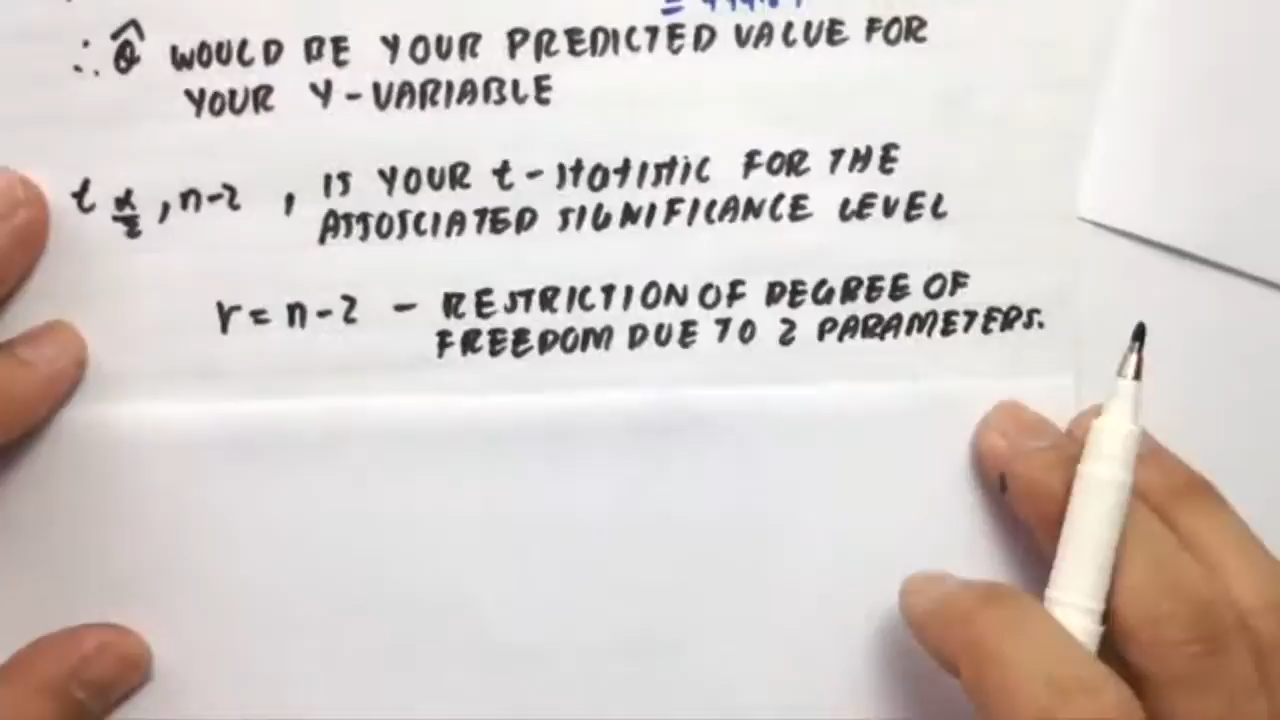 ∴ θ̂ WOULD BE YOUR PREDICTED VALUE FOR
YOUR Y-VARIABLE
t α/2, n-2 , IS YOUR t-STATISTIC FOR THE
ASSOSCIATED SIGNIFICANCE LEVEL
r = n-2 - RESTRICTION OF DEGREE OF
FREEDOM DUE TO 2 PARAMETERS.